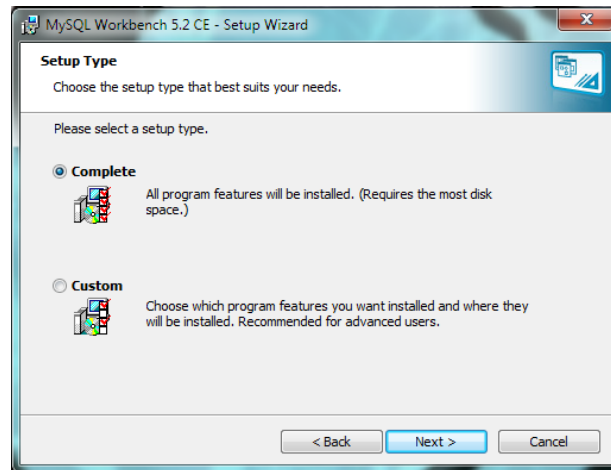 MySQL Workbench 5.2 CE - Setup Wizard
Setup Type
Choose the setup type that best suits your needs.
Please select a setup type.
Complete
All program features will be installed. (Requires the most disk
space.)
Custom
Choose which program features you want installed and where they
will be installed. Recommended for advanced users.
< Back Next > Cancel